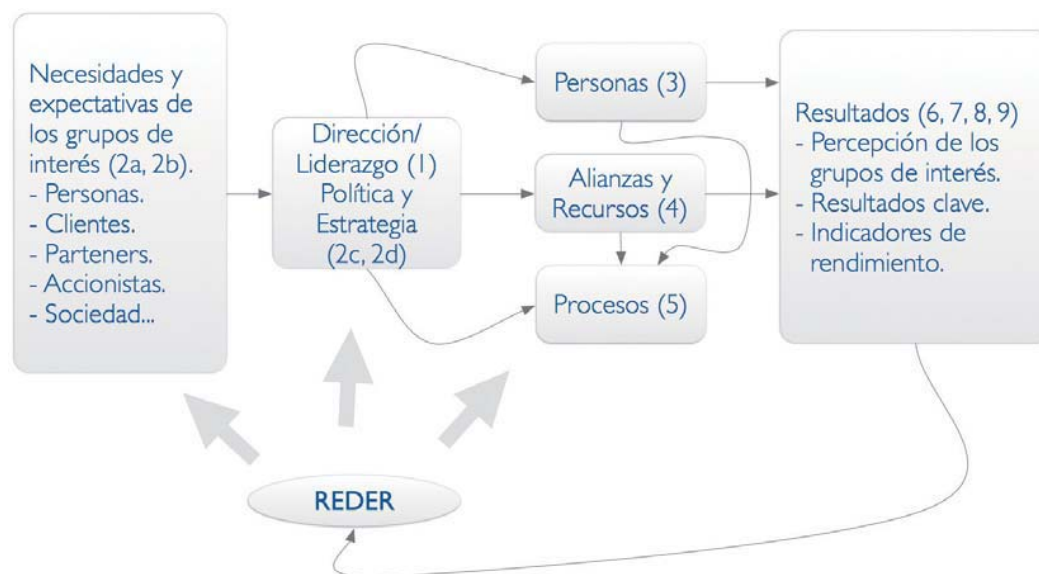 Necesidades y
expectativas de
los grupos de
interés (2a, 2b).
- Personas.
- Clientes.
- Parteners.
- Accionistas.
- Sociedad...
Dirección/
Liderazgo (1)
Política y
Estrategia
(2c, 2d)
Personas (3)
Alianzas y
Recursos (4)
Procesos (5)
Resultados (6, 7, 8, 9)
- Percepción de los
grupos de interés.
- Resultados clave.
- Indicadores de
rendimiento.
REDER